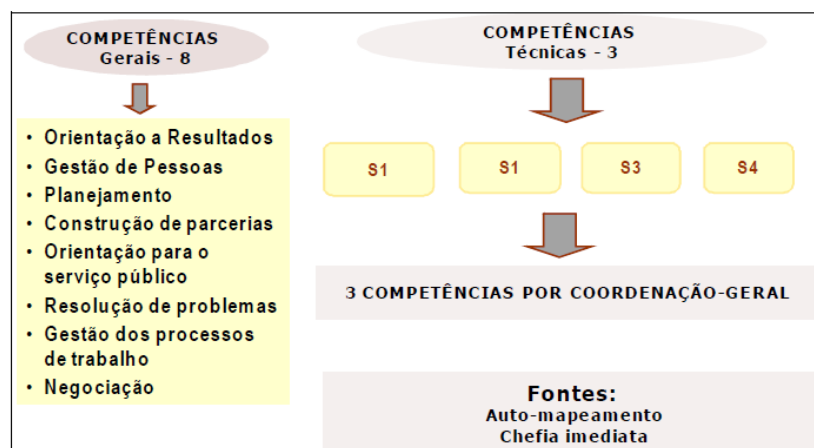 COMPETÊNCIAS
Gerais - 8
• Orientação a Resultados
• Gestão de Pessoas
• Planejamento
• Construção de parcerias
• Orientação para o
serviço público
• Resolução de problemas
• Gestão dos processos
de trabalho
• Negociação
COMPETÊNCIAS
Técnicas - 3
S1
S1
S3
S4
3 COMPETÊNCIAS POR COORDENAÇÃO-GERAL
Fontes:
Auto-mapeamento
Chefia imediata